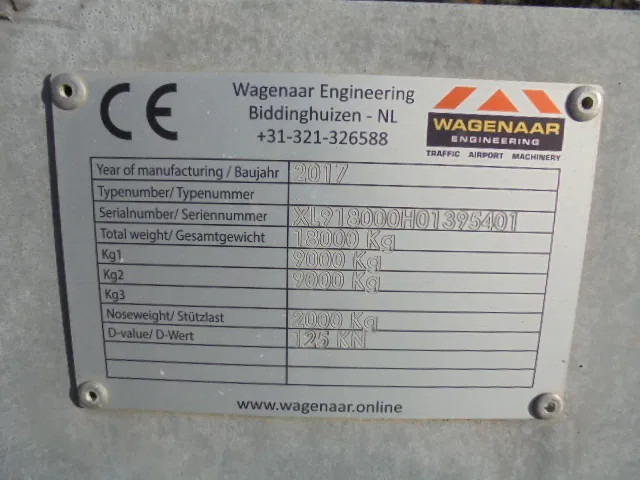 CE
Wagenaar Engineering
Biddinghuizen - NL
+31-321-326588
WAGENAAR
ENGINEERING
TRAFFIC AIRPORT MACHINERY
Year of manufacturing / Baujahr 2017
Typenumber/ Typenummer
Serialnumber/ Seriennummer XL918000H01395401
Total weight/ Gesamtgewicht 18000 Kg
Kg1 9000 Kg
Kg2 9000 Kg
Kg3
Noseweight/ Stützlast 2000 Kg
D-value/ D-Wert 125 KN
www.wagenaar.online